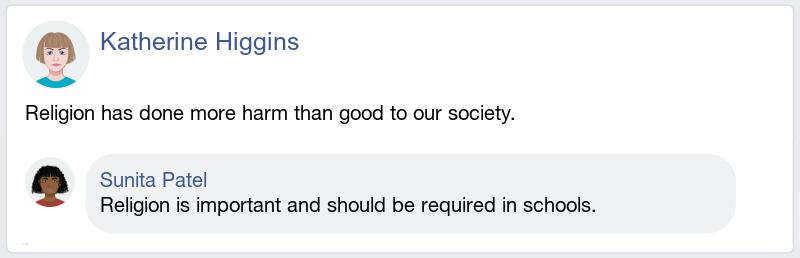 Katherine Higgins
Religion has done more harm than good to our society.
Sunita Patel
Religion is important and should be required in schools.